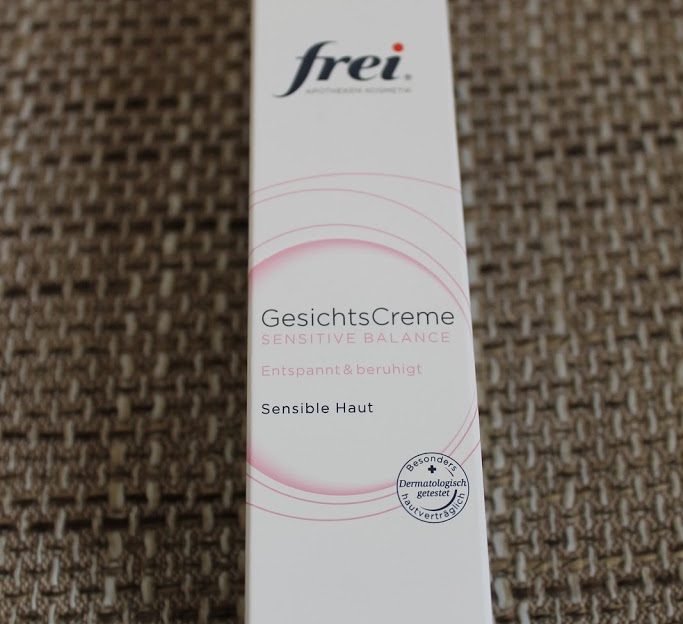 frei®
APOTHEKEN KOSMETIK
GesichtsCreme
SENSITIVE BALANCE
Entspannt & beruhigt
Sensible Haut
Besonders
Dermatologisch
getestet
hautverträglich